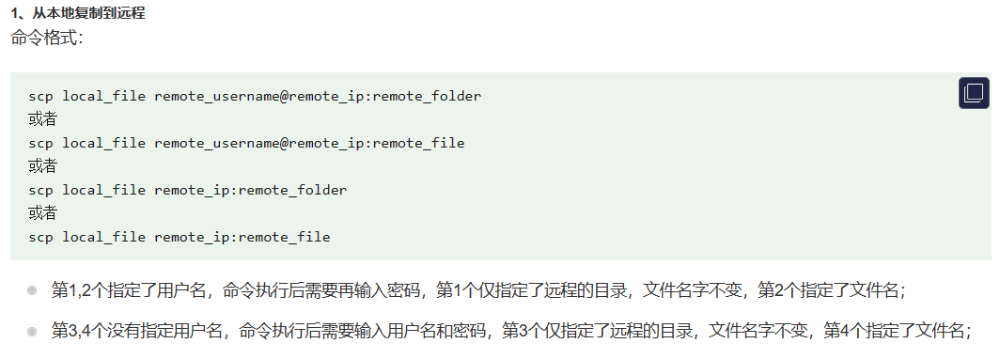 1、从本地复制到远程
命令格式：
scp local_file remote_username@remote_ip:remote_folder
或者
scp local_file remote_username@remote_ip:remote_file
或者
scp local_file remote_ip:remote_folder
或者
scp local_file remote_ip:remote_file
第1,2个指定了用户名，命令执行后需要再输入密码，第1个仅指定了远程的目录，文件名字不变，第2个指定了文件名；
第3,4个没有指定用户名，命令执行后需要输入用户名和密码，第3个仅指定了远程的目录，文件名字不变，第4个指定了文件名；